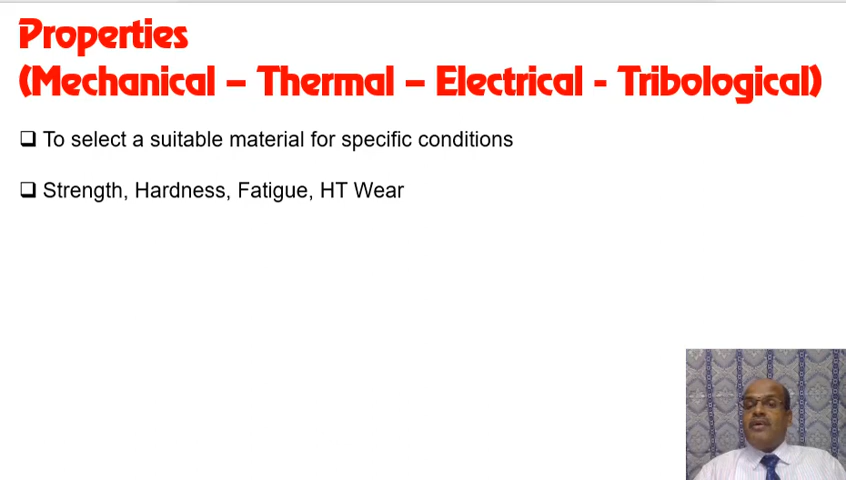 Properties
(Mechanical – Thermal – Electrical - Tribological)
❑ To select a suitable material for specific conditions
❑ Strength, Hardness, Fatigue, HT Wear